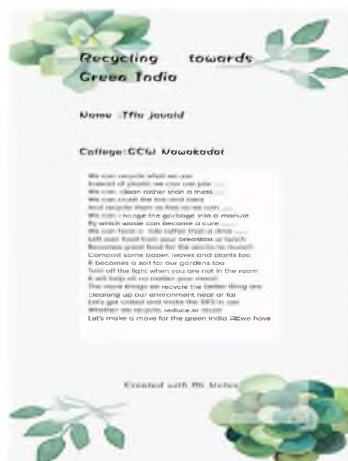 Recycling towards
Green India
Name :Ifla javaid
College:GCW Nawakadal
We can recycle what we use
Instead of plastic we can use jute ....
We can clean rather than a mess ....
We can crush the tins and cans
And recycle them as few as we can ....
We can change the garbage into a manure
By which waste can become a cure .....
We can have a ride rather than a drive .....
Left over food from your breakfast or lunch
Becomes good food for the worms to munch
Compost some paper, leaves and plants too
It becomes a soil for our gardens too
Turn off the light when you are not in the room
It will help all no matter your mood
The more things we recycle the better thing are
cleaning up our environment near or far
Let's get united and make the
Whether we recycle, reduce,or reuse
Let's make a move for the green India we have
Created with Mi Notes